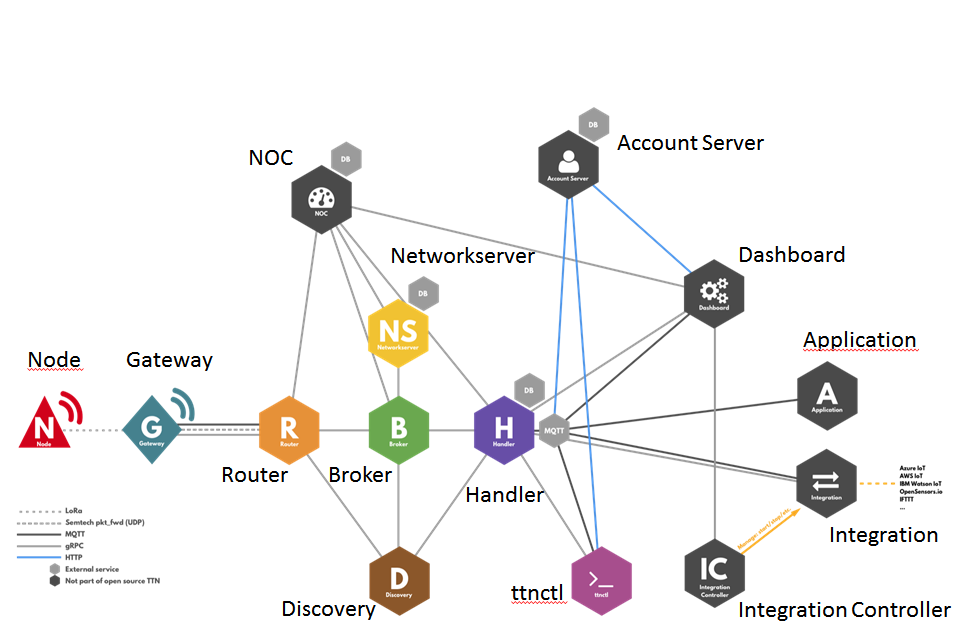 DB
Account Server
DB
NOC
Account Server
NOC
Networkserver
Dashboard
DB
Dashboard
NS
Networkserver
Application
Node
Gateway
DB
A
Application
N
Node
G
Gateway
R
Router
B
Broker
H
Handler
MQTT
Router
Broker
Handler
Azure IoT
AWS IoT
IBM Watson IoT
OpenSensors.io
IFTTT
...
Integration
Integration
LoRa
Semtech pkt_fwd (UDP)
MQTT
gRPC
HTTP
External service
Not part of open source TTN
Manage: start/stop/etc.
D
Discovery
Discovery
>_
ttnctl
ttnctl
IC
Integration
Controller
Integration Controller